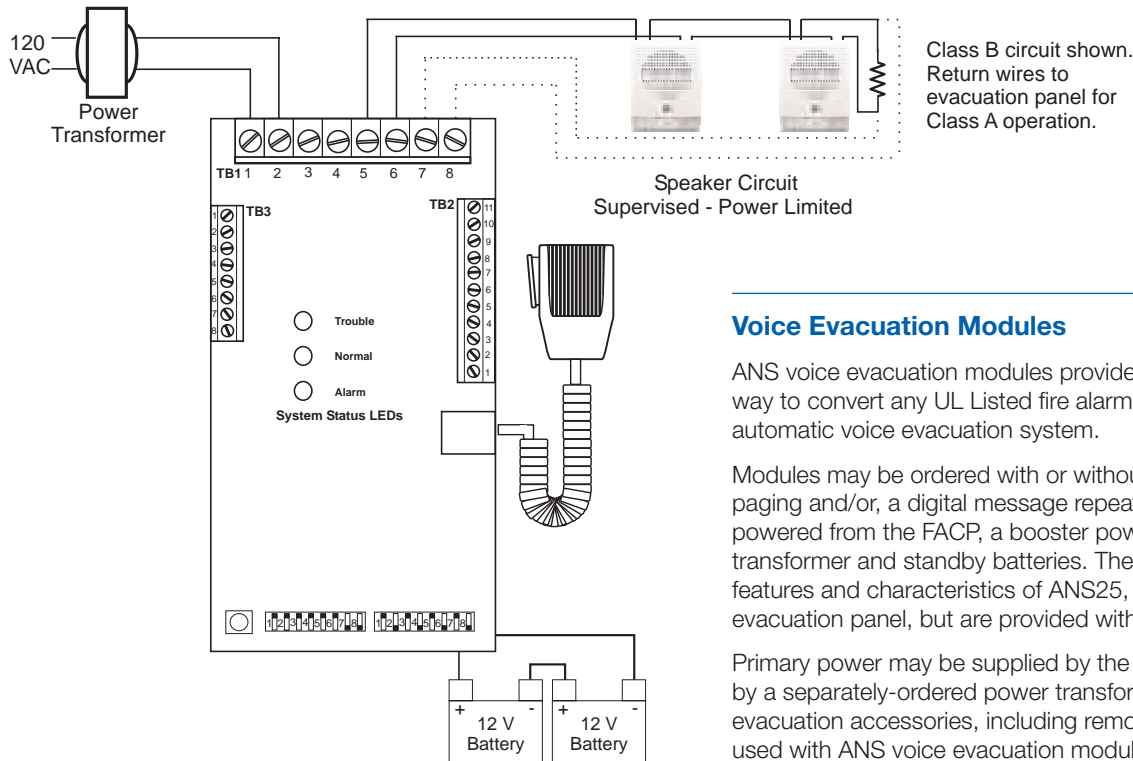 120
VAC
Power
Transformer
Class B circuit shown.
Return wires to
evacuation panel for
Class A operation.
TB1 1 2 3 4 5 6 7 8
Speaker Circuit
Supervised - Power Limited
TB3
1
2
3
4
5
6
7
8
TB2
11
10
9
8
7
6
5
4
3
2
1
Trouble
Normal
Alarm
System Status LEDs
1 2 3 4 5 6 7 8
1 2 3 4 5 6 7 8
+ -
12 V
Battery
+ -
12 V
Battery
Voice Evacuation Modules
ANS voice evacuation modules provide
way to convert any UL Listed fire alarm
automatic voice evacuation system.
Modules may be ordered with or withou
paging and/or, a digital message repeat
powered from the FACP, a booster pow
transformer and standby batteries. The
features and characteristics of ANS25,
evacuation panel, but are provided with
Primary power may be supplied by the
by a separately-ordered power transfor
evacuation accessories, including remo
used with ANS voice evacuation modul